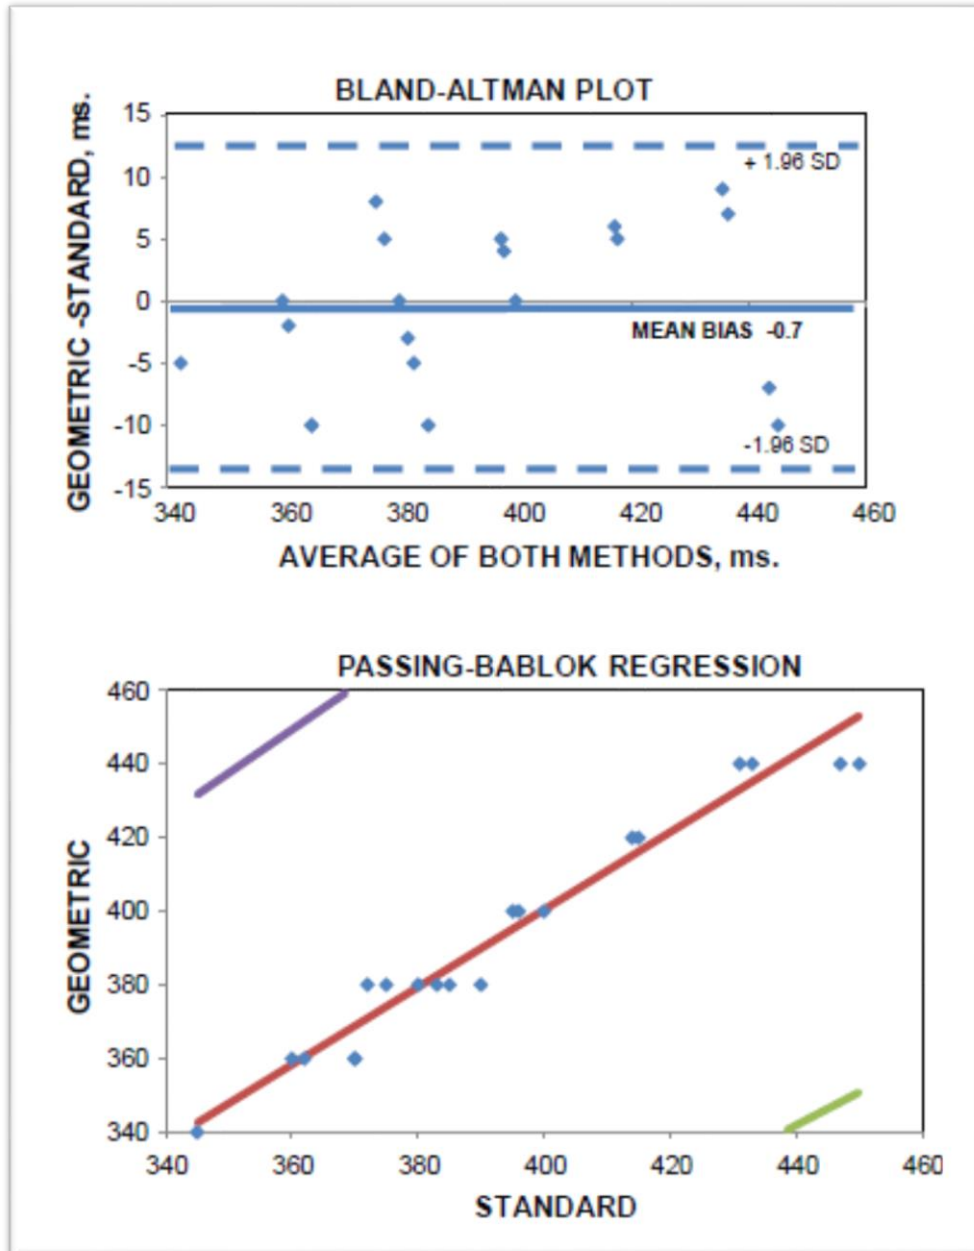 BLAND-ALTMAN PLOT
GEOMETRIC -STANDARD, ms.
15
10
5
0
-5
-10
-15
+ 1.96 SD
MEAN BIAS -0.7
-1.96 SD
340 360 380 400 420 440 460
AVERAGE OF BOTH METHODS, ms.
PASSING-BABLOK REGRESSION
GEOMETRIC
460
440
420
400
380
360
340
340 360 380 400 420 440 460
STANDARD